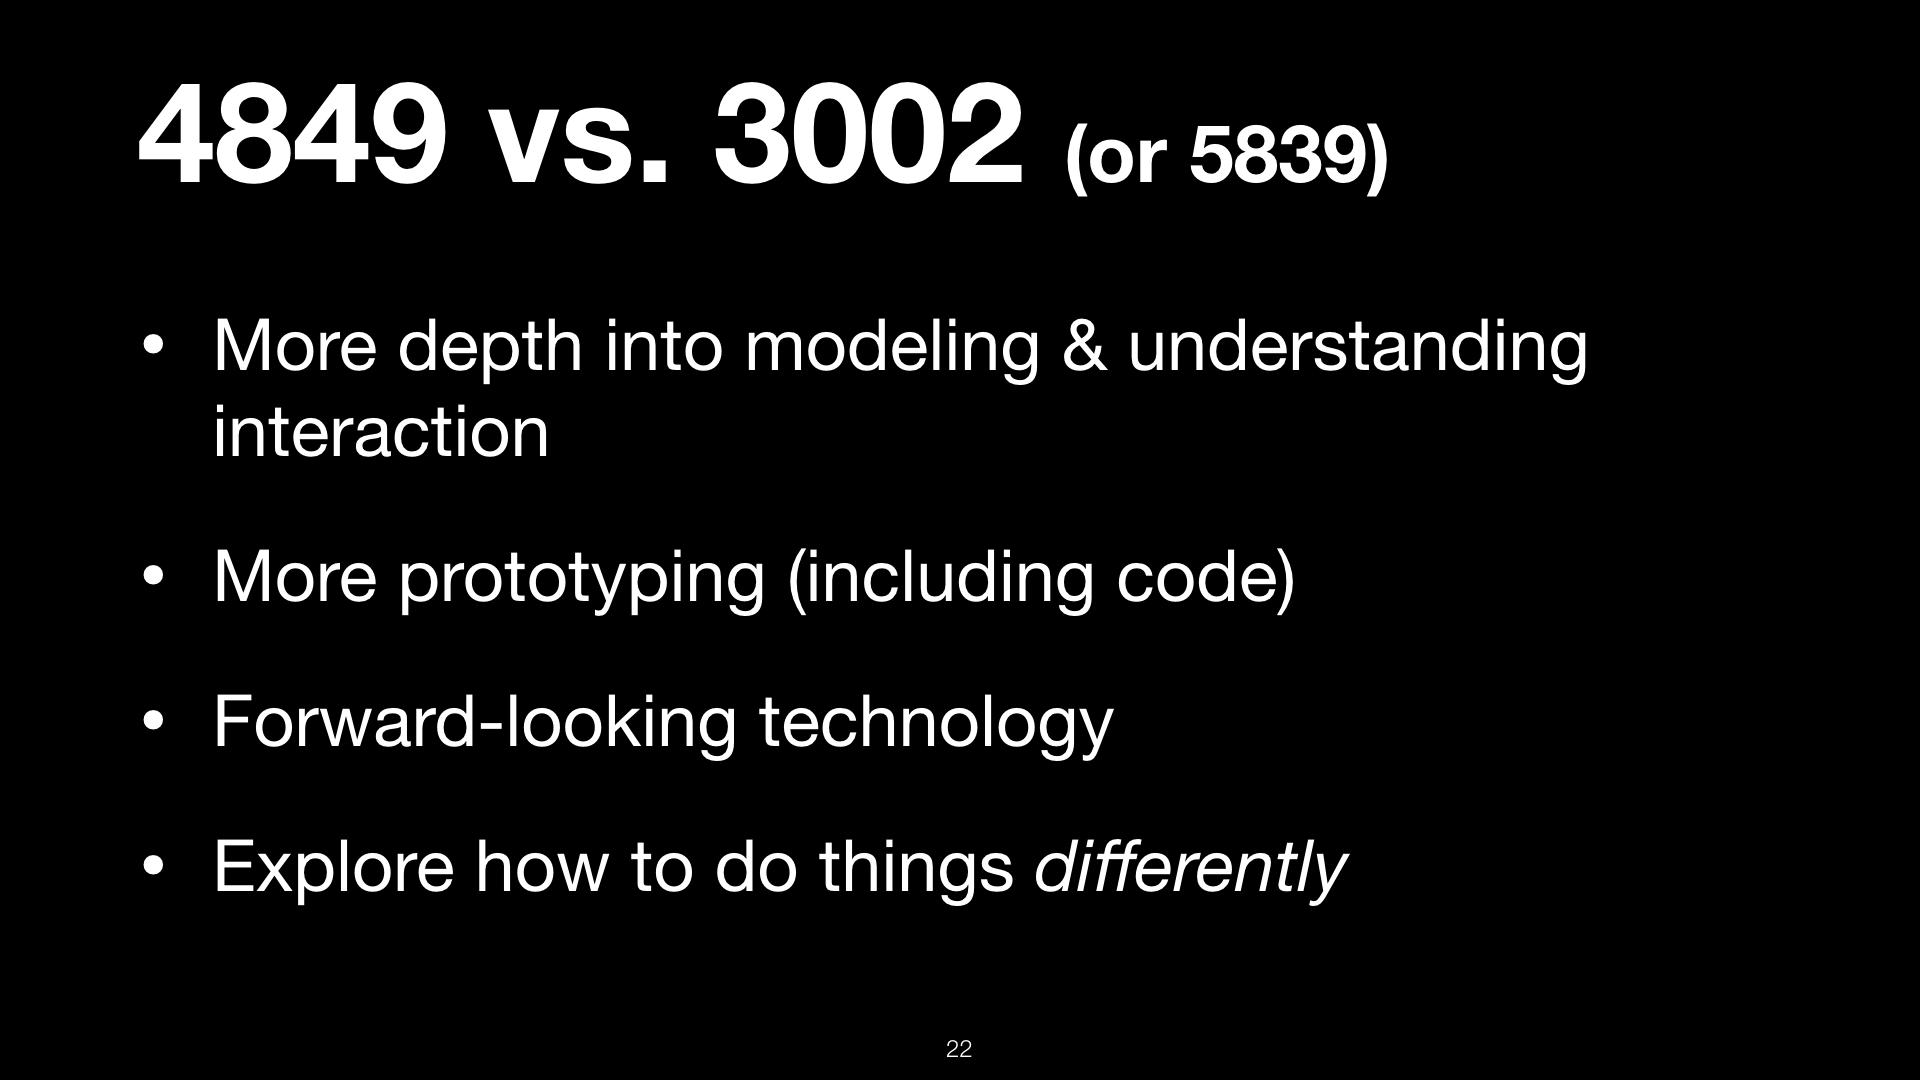 4849 vs. 3002 (or 5839)
• More depth into modeling & understanding
interaction
• More prototyping (including code)
• Forward-looking technology
• Explore how to do things differently
22